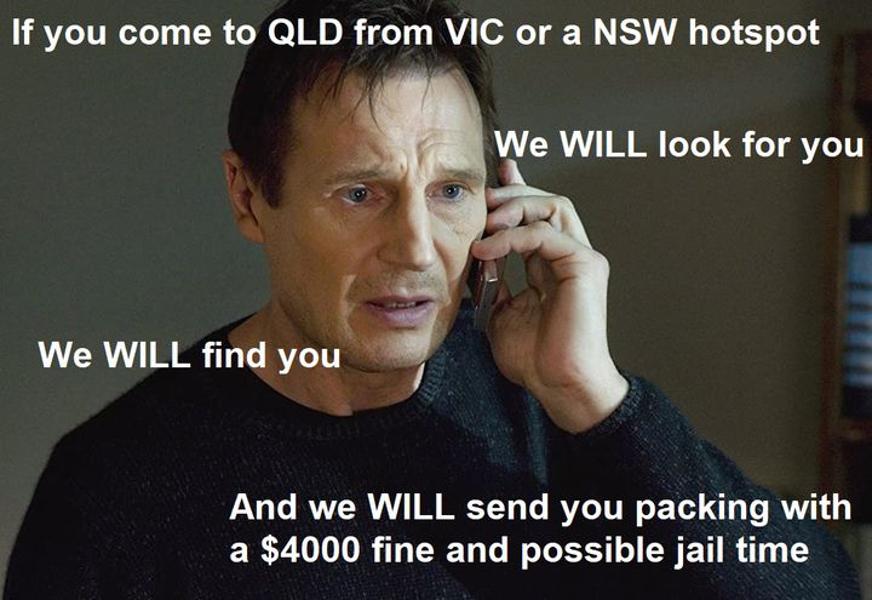 If you come to QLD from VIC or a NSW hotspot
We WILL look for you
We WILL find you
And we WILL send you packing with
a $4000 fine and possible jail time